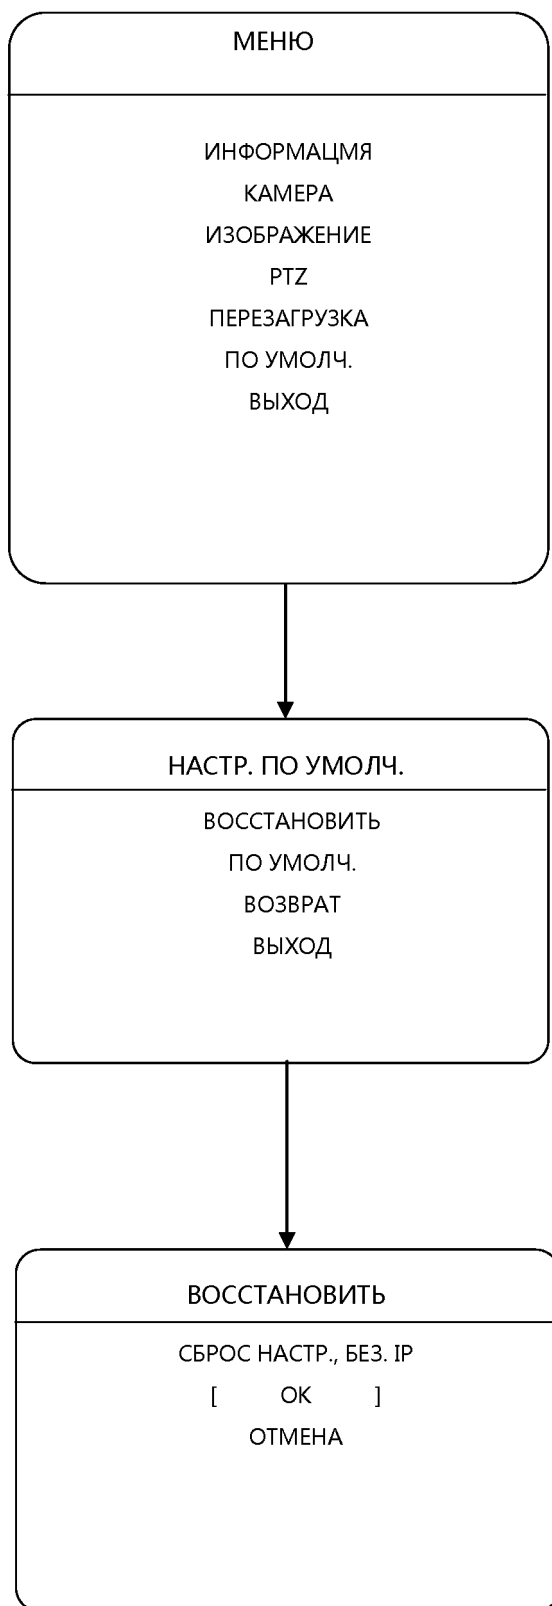 МЕНЮ
ИНФОРМАЦМЯ
КАМЕРА
ИЗОБРАЖЕНИЕ
PTZ
ПЕРЕЗАГРУЗКА
ПО УМОЛЧ.
ВЫХОД
НАСТР. ПО УМОЛЧ.
ВОССТАНОВИТЬ
ПО УМОЛЧ.
ВОЗВРАТ
ВЫХОД
ВОССТАНОВИТЬ
СБРОС НАСТР., БЕЗ. IP
[ ОК ]
ОТМЕНА